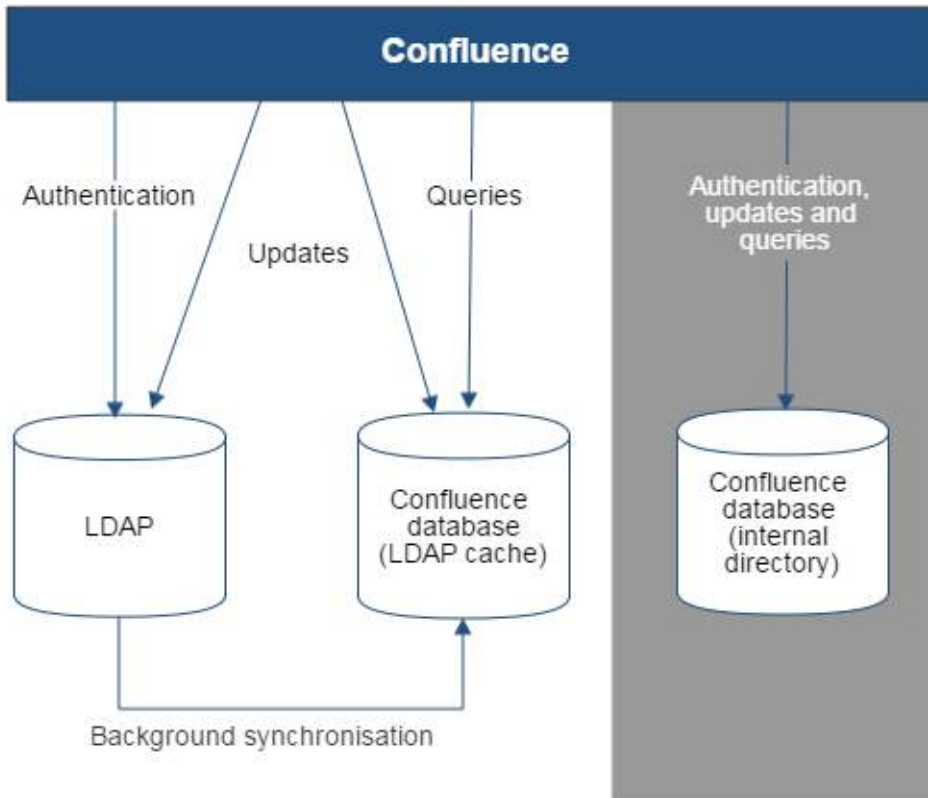 Confluence
Authentication
Updates
Queries
Authentication,
updates and
queries
LDAP
Confluence
database
(LDAP cache)
Confluence
database
(internal
directory)
Background synchronisation